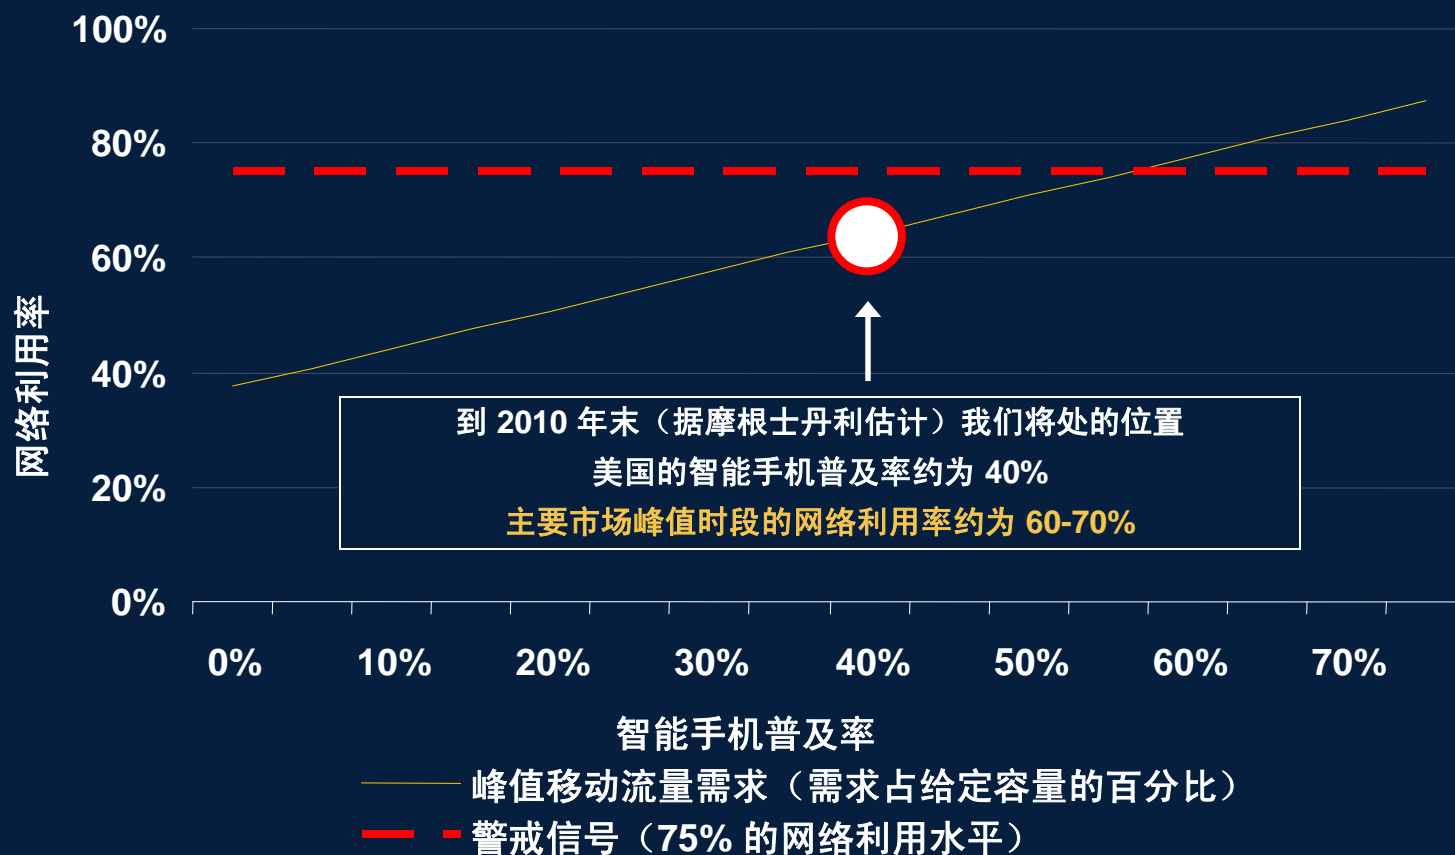 100%
80%
60%
40%
20%
0%
网络利用率
到 2010 年末（据摩根士丹利估计）我们将处的位置
美国的智能手机普及率约为 40%
主要市场峰值时段的网络利用率约为 60-70%
0% 10% 20% 30% 40% 50% 60% 70%
智能手机普及率
峰值移动流量需求（需求占给定容量的百分比）
警戒信号（75% 的网络利用水平）